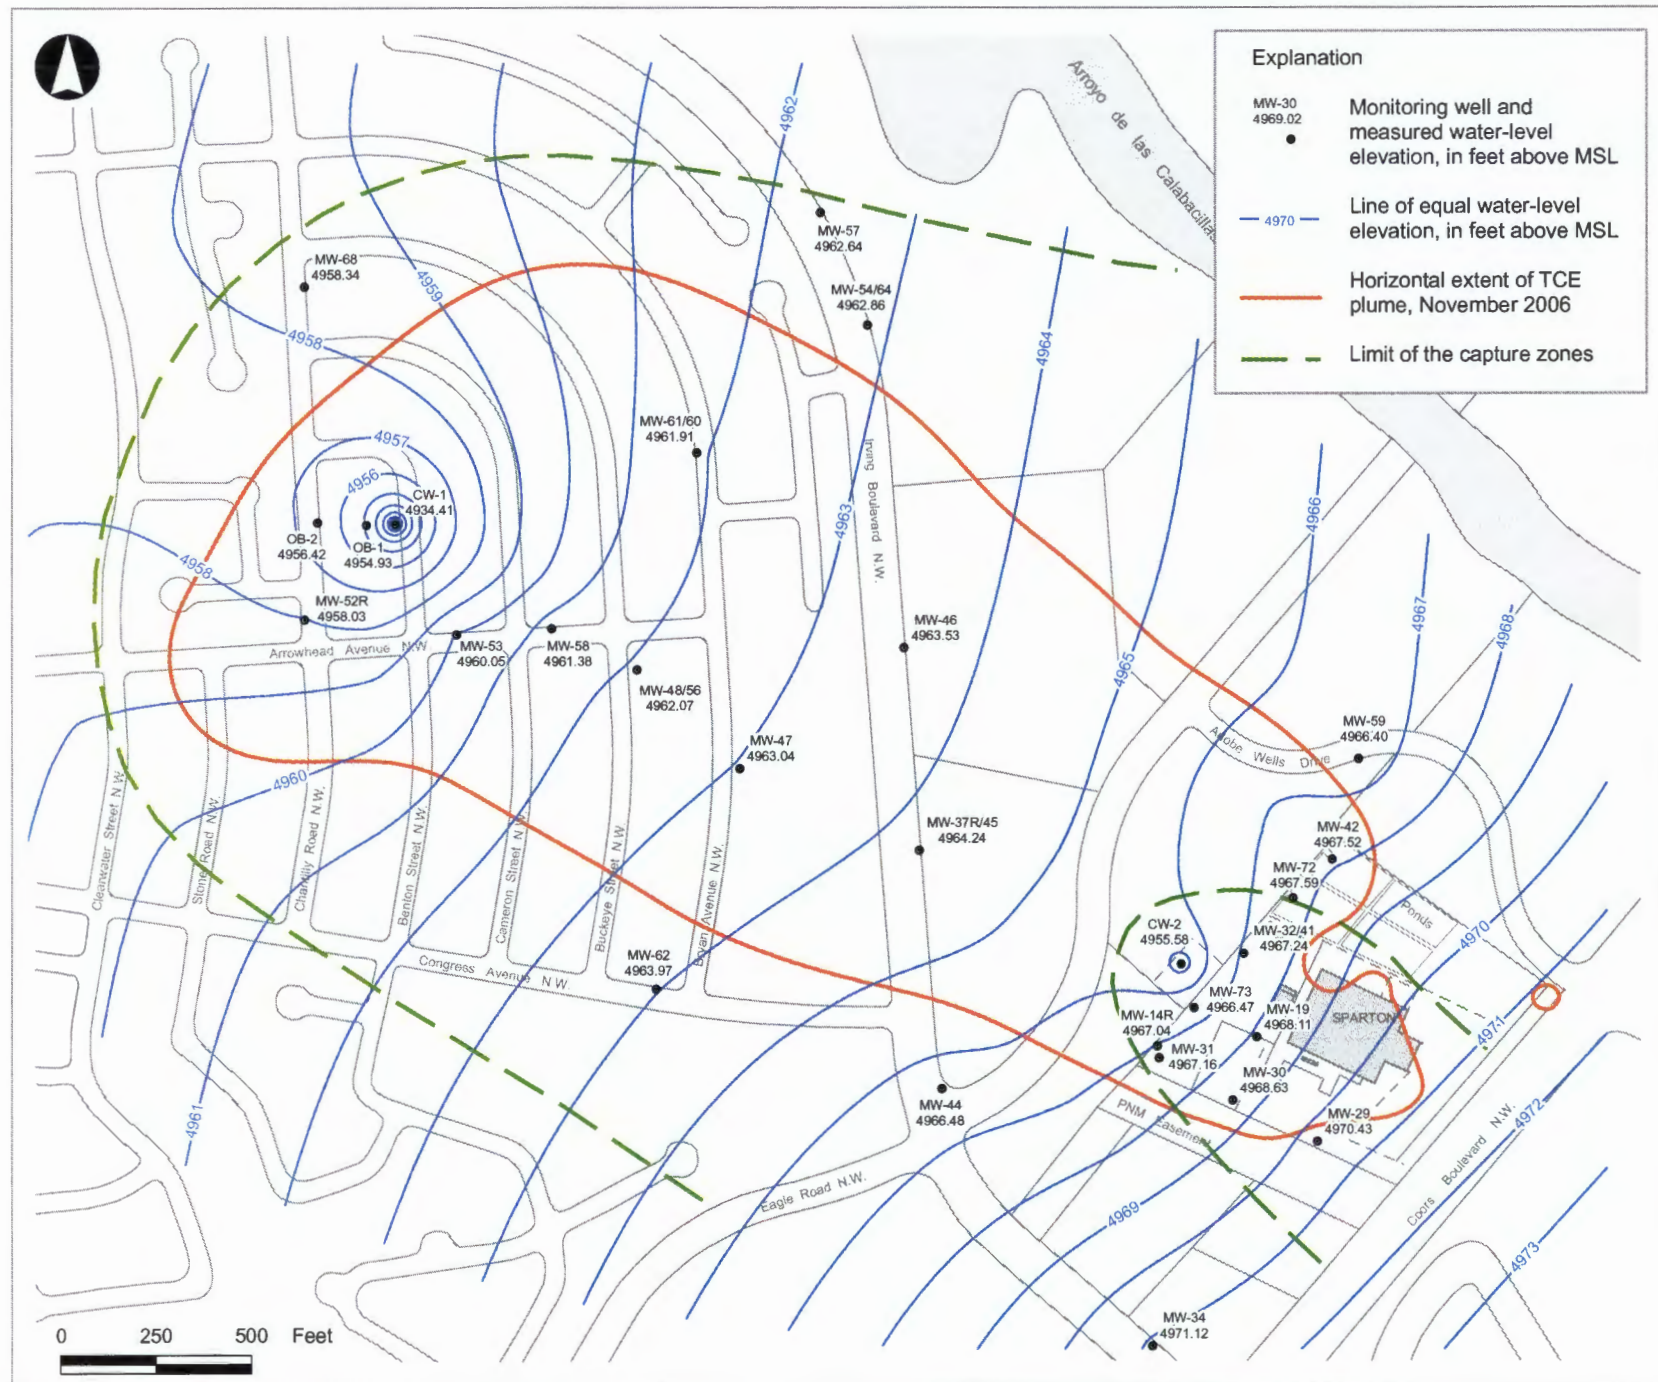 Explanation
MW-30
4969.02
Monitoring well and
measured water-level
elevation, in feet above MSL
4970
Line of equal water-level
elevation, in feet above MSL
Horizontal extent of TCE
plume, November 2006
Limit of the capture zones
Arroyo de las Calabacillas
4962
MW-57
4962.64
MW-68
4958.34
4959
MW-54/64
4962.86
4958
4964
MW-61/60
4961.91
4957
4956
CW-1
4934.41
Irving Boulavard N.W.
4963
4966
OB-2
4956.42
OB-1
4954.93
4958
MW-52R
4958.03
4967
4968
MW-46
4963.53
Arrowhead Avenue N.W
MW-53
4960.05
MW-58
4961.38
4965
MW-48/56
4962.07
MW-59
4966.40
Adobe Wells Drive
MW-47
4963.04
4960
Clearwater Street N.W.
Stone Road N.W.
Chantilly Road N.W.
Benton Street N.W.
Cameron Street N.W.
Buckeye Street N.W.
Bryan Avenue N.W.
MW-37R/45
4964.24
MW-42
4967.52
MW-72
4967.59
Ponds
CW-2
4955.58
MW-32/41
4967.24
4970
Congress Avenue N.W.
MW-62
4963.97
MW-73
4966.47
MW-14R
4967.04
MW-19
4968.11
SPARTON
4971
MW-31
4967.16
MW-30
4968.63
MW-44
4966.48
PNM Easement
MW-29
4970.43
4961
4972
Coors Boulevard N.W.
Eagle Road N.W.
4969
4973
MW-34
4971.12
0 250 500 Feet